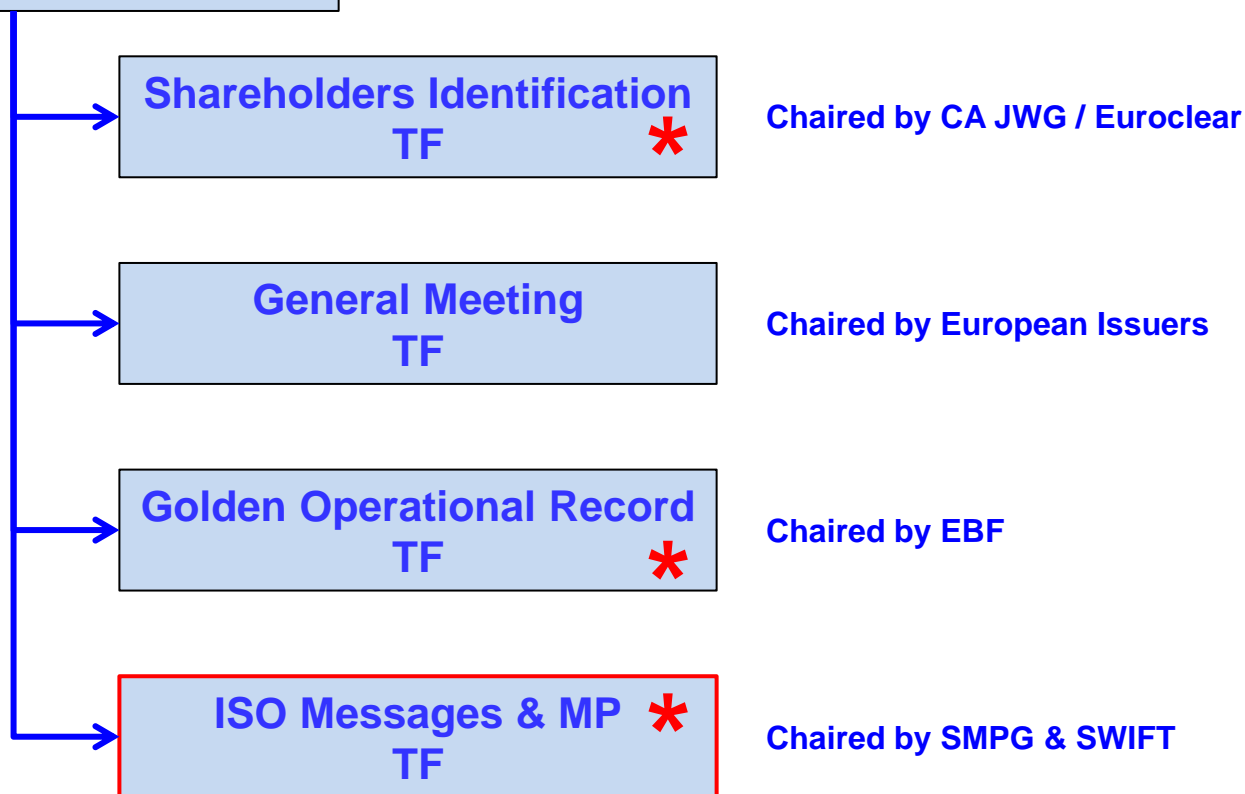 Shareholders Identification
TF *
Chaired by CA JWG / Euroclear
General Meeting
TF
Chaired by European Issuers
Golden Operational Record
TF *
Chaired by EBF
ISO Messages & MP *
TF
Chaired by SMPG & SWIFT